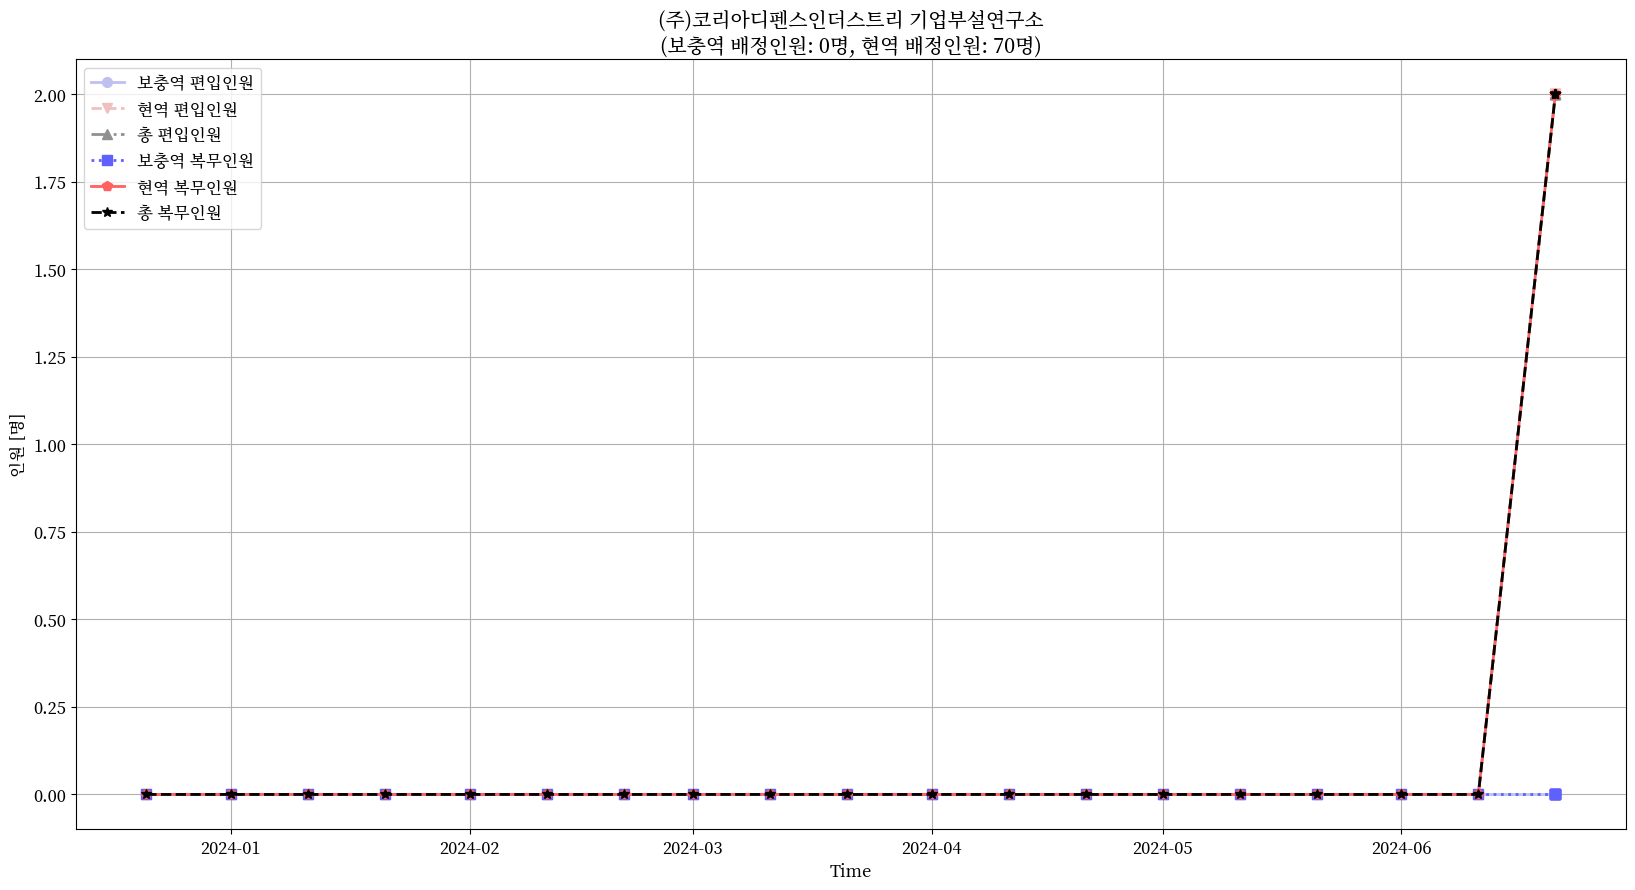 (주)코리아디펜스인더스트리 기업부설연구소
(보충역 배정인원: 0명, 현역 배정인원: 70명)
보충역 편입인원
현역 편입인원
총 편입인원
보충역 복무인원
현역 복무인원
총 복무인원
인원 [명]
2.00
1.75
1.50
1.25
1.00
0.75
0.50
0.25
0.00
2024-01 2024-02 2024-03 2024-04 2024-05 2024-06
Time